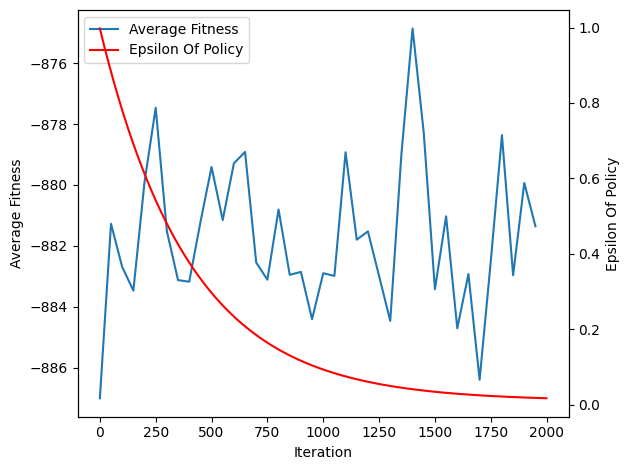 Average Fitness
Epsilon Of Policy
−876
−878
−880
−882
−884
−886
Average Fitness
1.0
0.8
0.6
0.4
0.2
0.0
Epsilon Of Policy
0 250 500 750 1000 1250 1500 1750 2000
Iteration